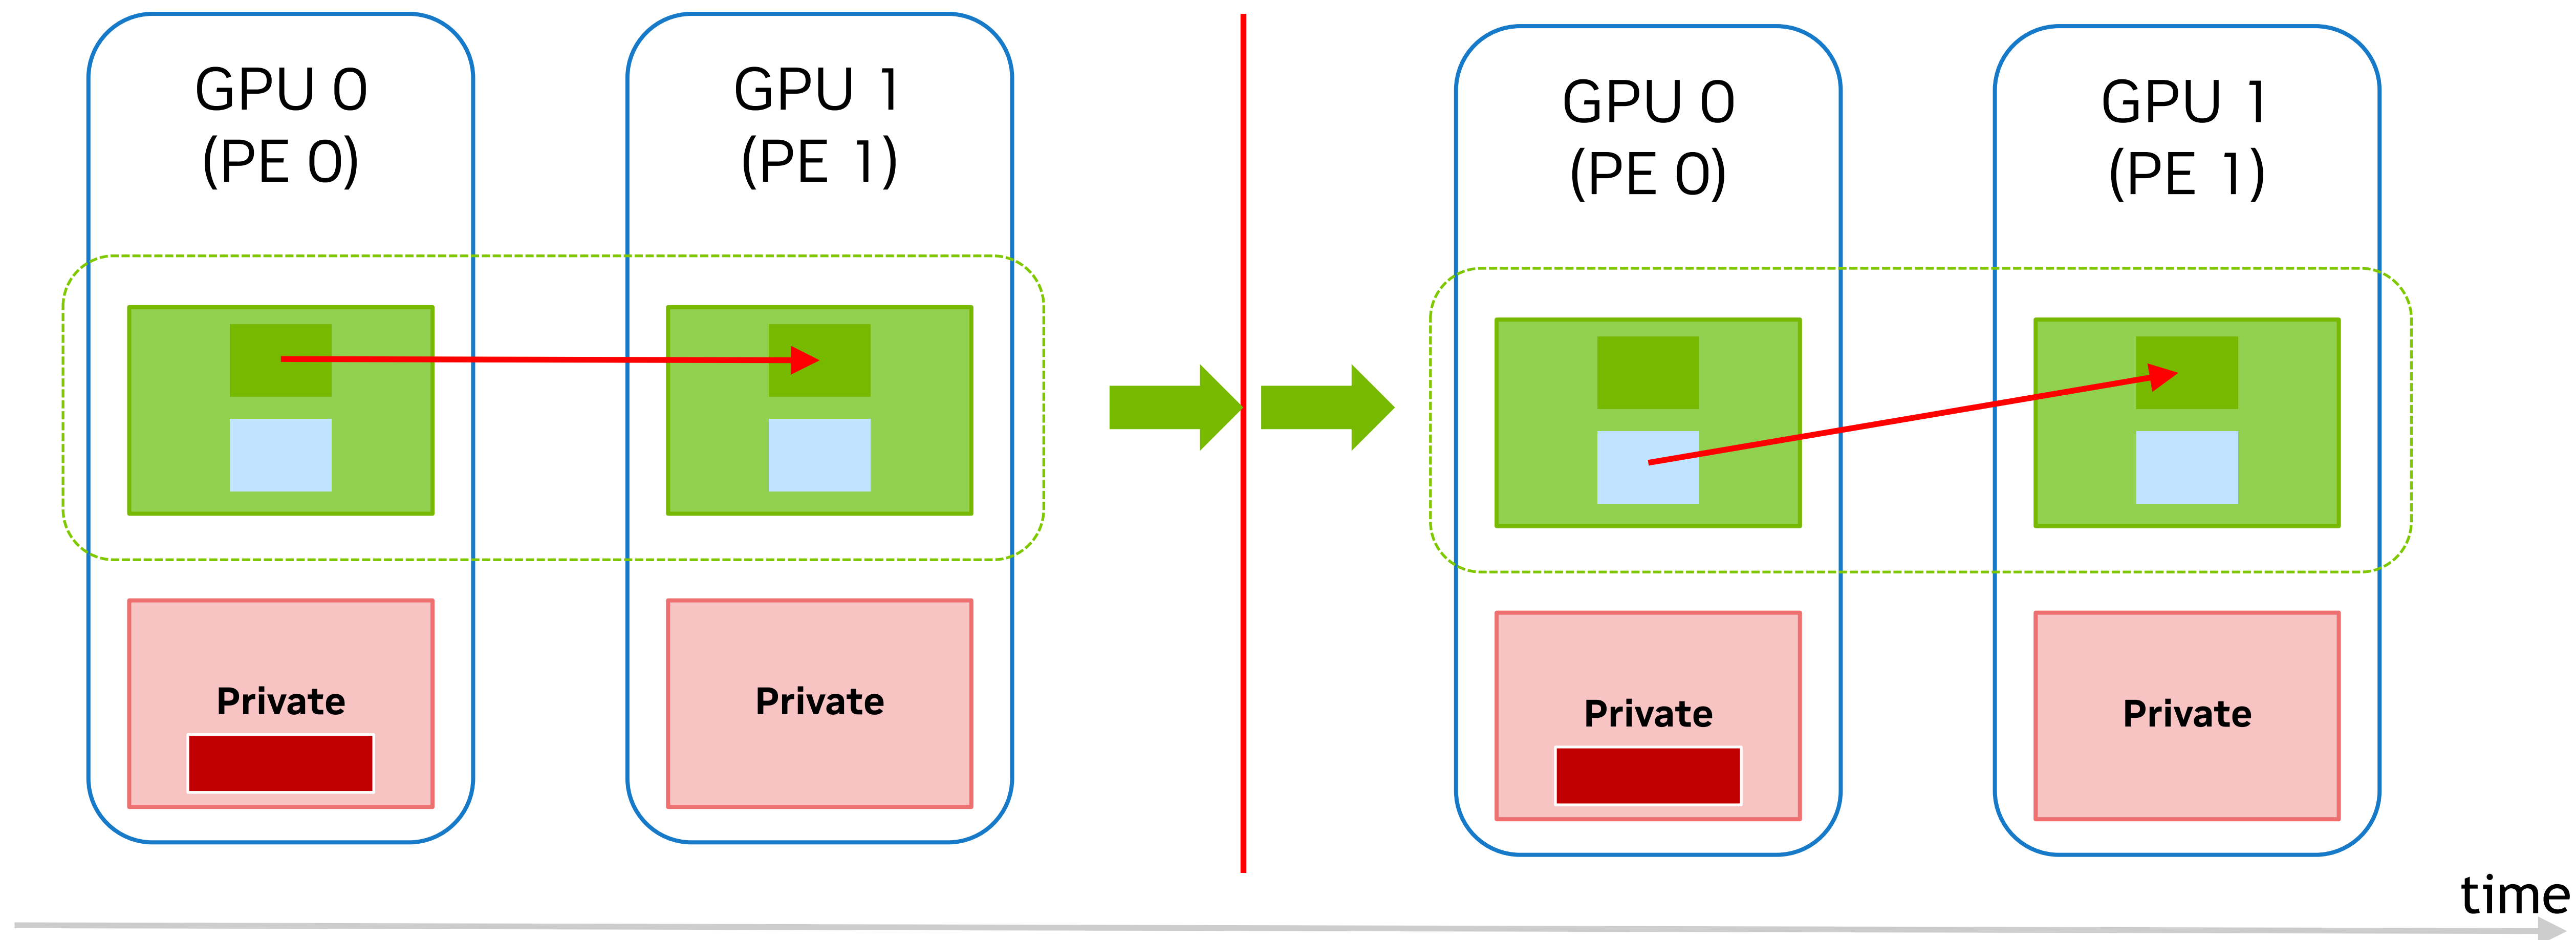 GPU 0
(PE 0)
GPU 1
(PE 1)
Private
Private
GPU 0
(PE 0)
GPU 1
(PE 1)
Private
Private
time